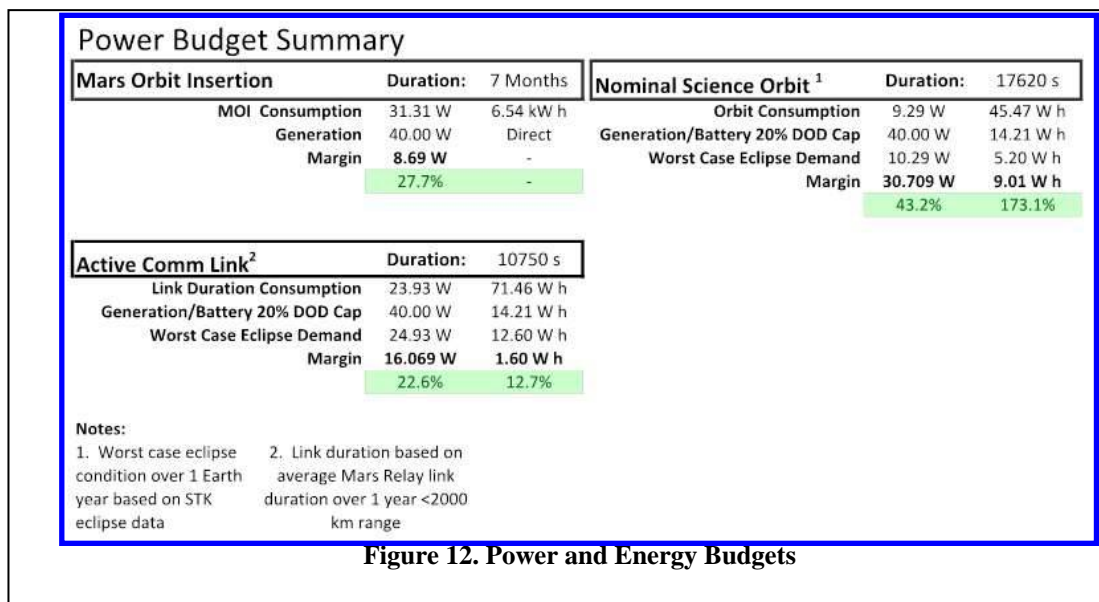 Power Budget Summary
Mars Orbit Insertion Duration: 7 Months
MOI Consumption 31.31 W 6.54 kW h
Generation 40.00 W Direct
Margin 8.69 W -
27.7% -
Nominal Science Orbit 1 Duration: 17620 s
Orbit Consumption 9.29 W 45.47 W h
Generation/Battery 20% DOD Cap 40.00 W 14.21 W h
Worst Case Eclipse Demand 10.29 W 5.20 W h
Margin 30.709 W 9.01 W h
43.2% 173.1%
Active Comm Link2 Duration: 10750 s
Link Duration Consumption 23.93 W 71.46 W h
Generation/Battery 20% DOD Cap 40.00 W 14.21 W h
Worst Case Eclipse Demand 24.93 W 12.60 W h
Margin 16.069 W 1.60 W h
22.6% 12.7%
Notes:
1. Worst case eclipse
condition over 1 Earth
year based on STK
eclipse data
2. Link duration based on
average Mars Relay link
duration over 1 year <2000
km range
Figure 12. Power and Energy Budgets